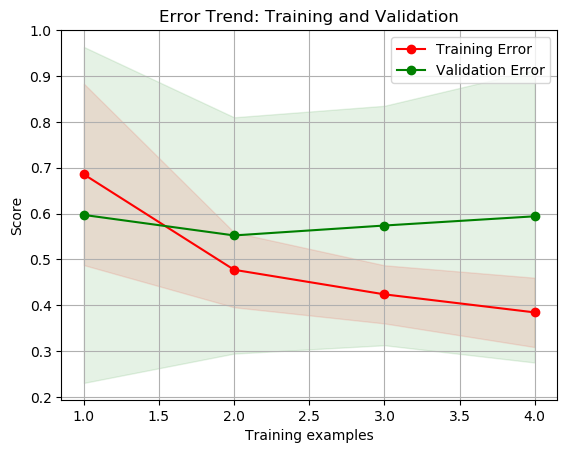 Error Trend: Training and Validation
1.0
0.9
0.8
0.7
0.6
0.5
0.4
0.3
0.2
Score
Training Error
Validation Error
1.0 1.5 2.0 2.5 3.0 3.5 4.0
Training examples